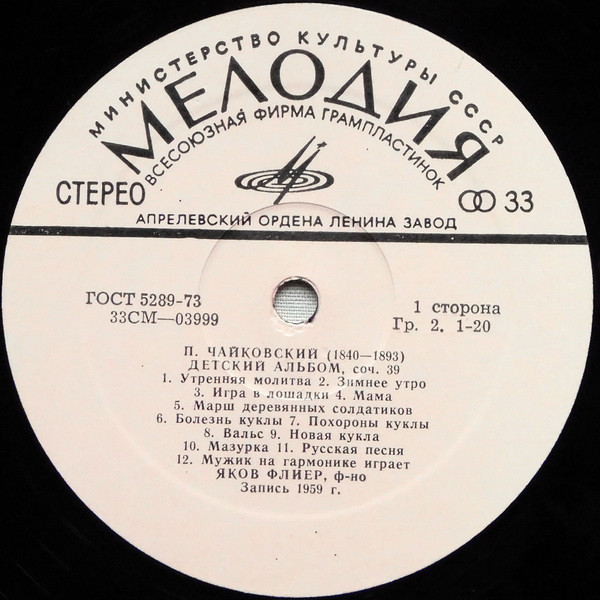 МИНИСТЕРСТВО КУЛЬТУРЫ СССР
МЕЛОДИЯ
ВСЕСОЮЗНАЯ ФИРМА ГРАМПЛАСТИНОК
СТЕРЕО
33
АПРЕЛЕВСКИЙ ОРДЕНА ЛЕНИНА ЗАВОД
ГОСТ 5289-73
33СМ—03999
1 сторона
Гр. 2. 1-20
П. ЧАЙКОВСКИЙ (1840—1893)
ДЕТСКИЙ АЛЬБОМ, соч. 39
1. Утренняя молитва 2. Зимнее утро
3. Игра в лошадки 4. Мама
5. Марш деревянных солдатиков
6. Болезнь куклы 7. Похороны куклы
8. Вальс 9. Новая кукла
10. Мазурка 11. Русская песня
12. Мужик на гармонике играет
ЯКОВ ФЛИЕР, ф-но
Запись 1959 г.